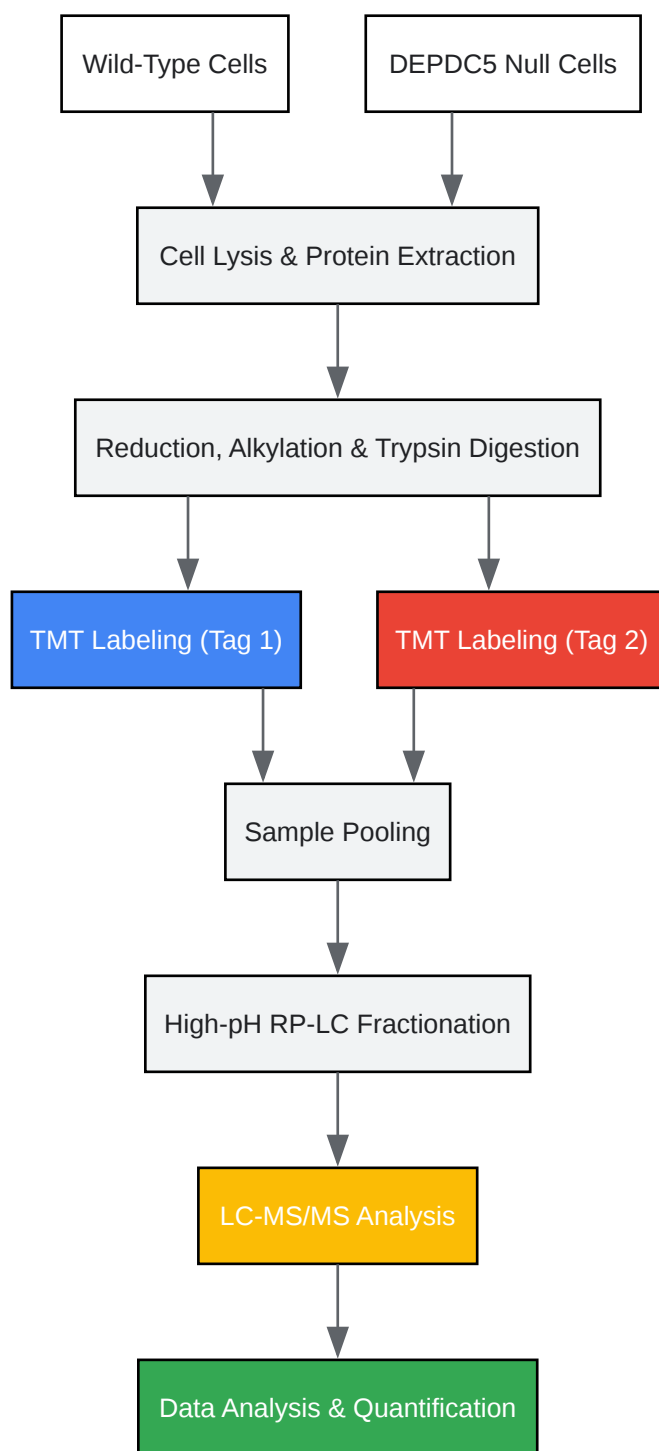 Wild-Type Cells
DEPDC5 Null Cells
Cell Lysis & Protein Extraction
Reduction, Alkylation & Trypsin Digestion
TMT Labeling (Tag 1)
TMT Labeling (Tag 2)
Sample Pooling
High-pH RP-LC Fractionation
LC-MS/MS Analysis
Data Analysis & Quantification